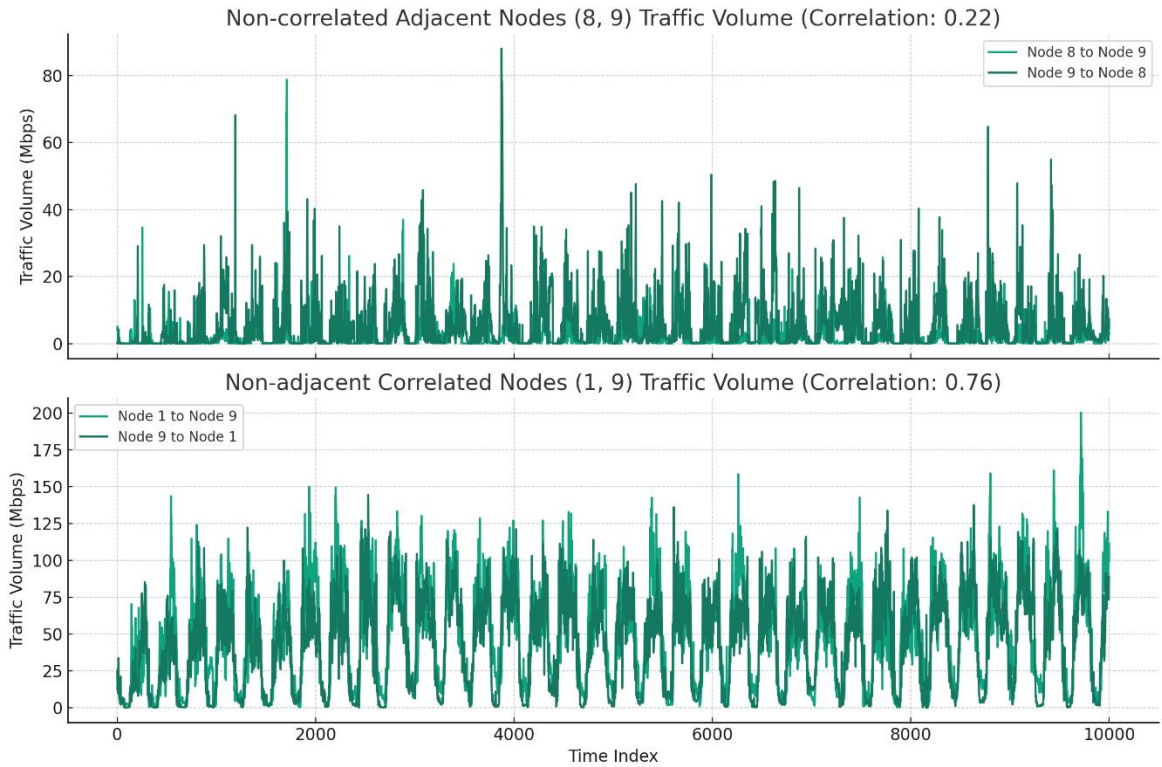 Non-correlated Adjacent Nodes (8, 9) Traffic Volume (Correlation: 0.22)
Node 8 to Node 9
Node 9 to Node 8
Traffic Volume (Mbps)
80
60
40
20
0
Non-adjacent Correlated Nodes (1, 9) Traffic Volume (Correlation: 0.76)
Node 1 to Node 9
Node 9 to Node 1
Traffic Volume (Mbps)
200
175
150
125
100
75
50
25
0
0 2000 4000 6000 8000 10000
Time Index